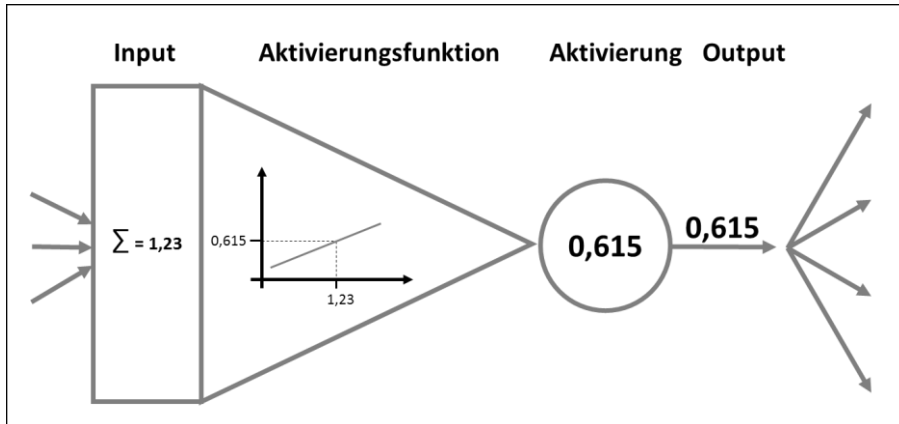 Input Aktivierungsfunktion Aktivierung Output
∑ = 1,23
0,615
1,23
0,615
0,615